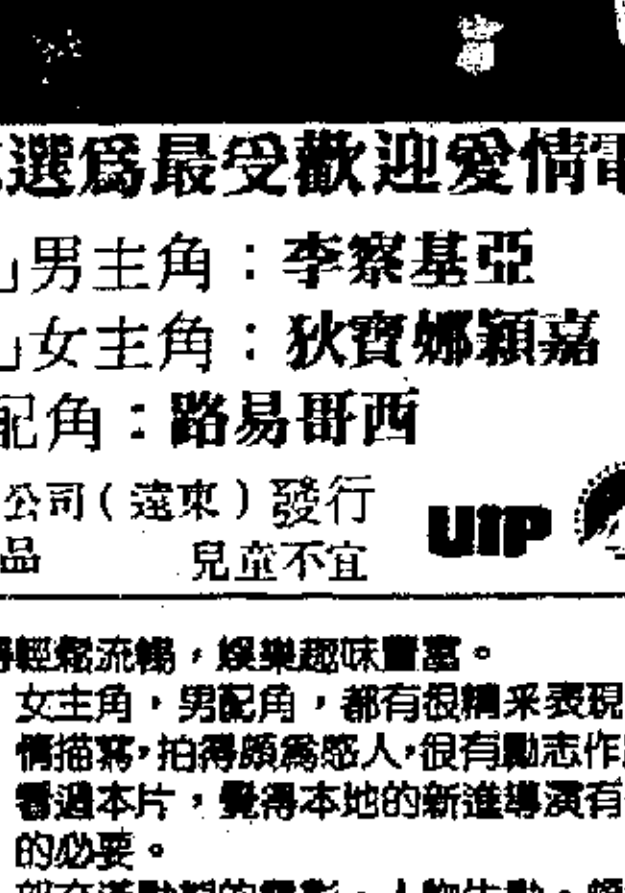 選為最受歡迎愛情電
」男主角：李察基亞
」女主角：狄寶娜穎嘉
配角：路易哥西
公司(遠東)發行
品 兒童不宜
UIP
得輕鬆流暢，娛樂趣味豐富。
女主角，男配角，都有很精采表現
情描寫，拍得頗為感人，很有勵志作
看過本片，覺得本地的新進導演有
的必要。